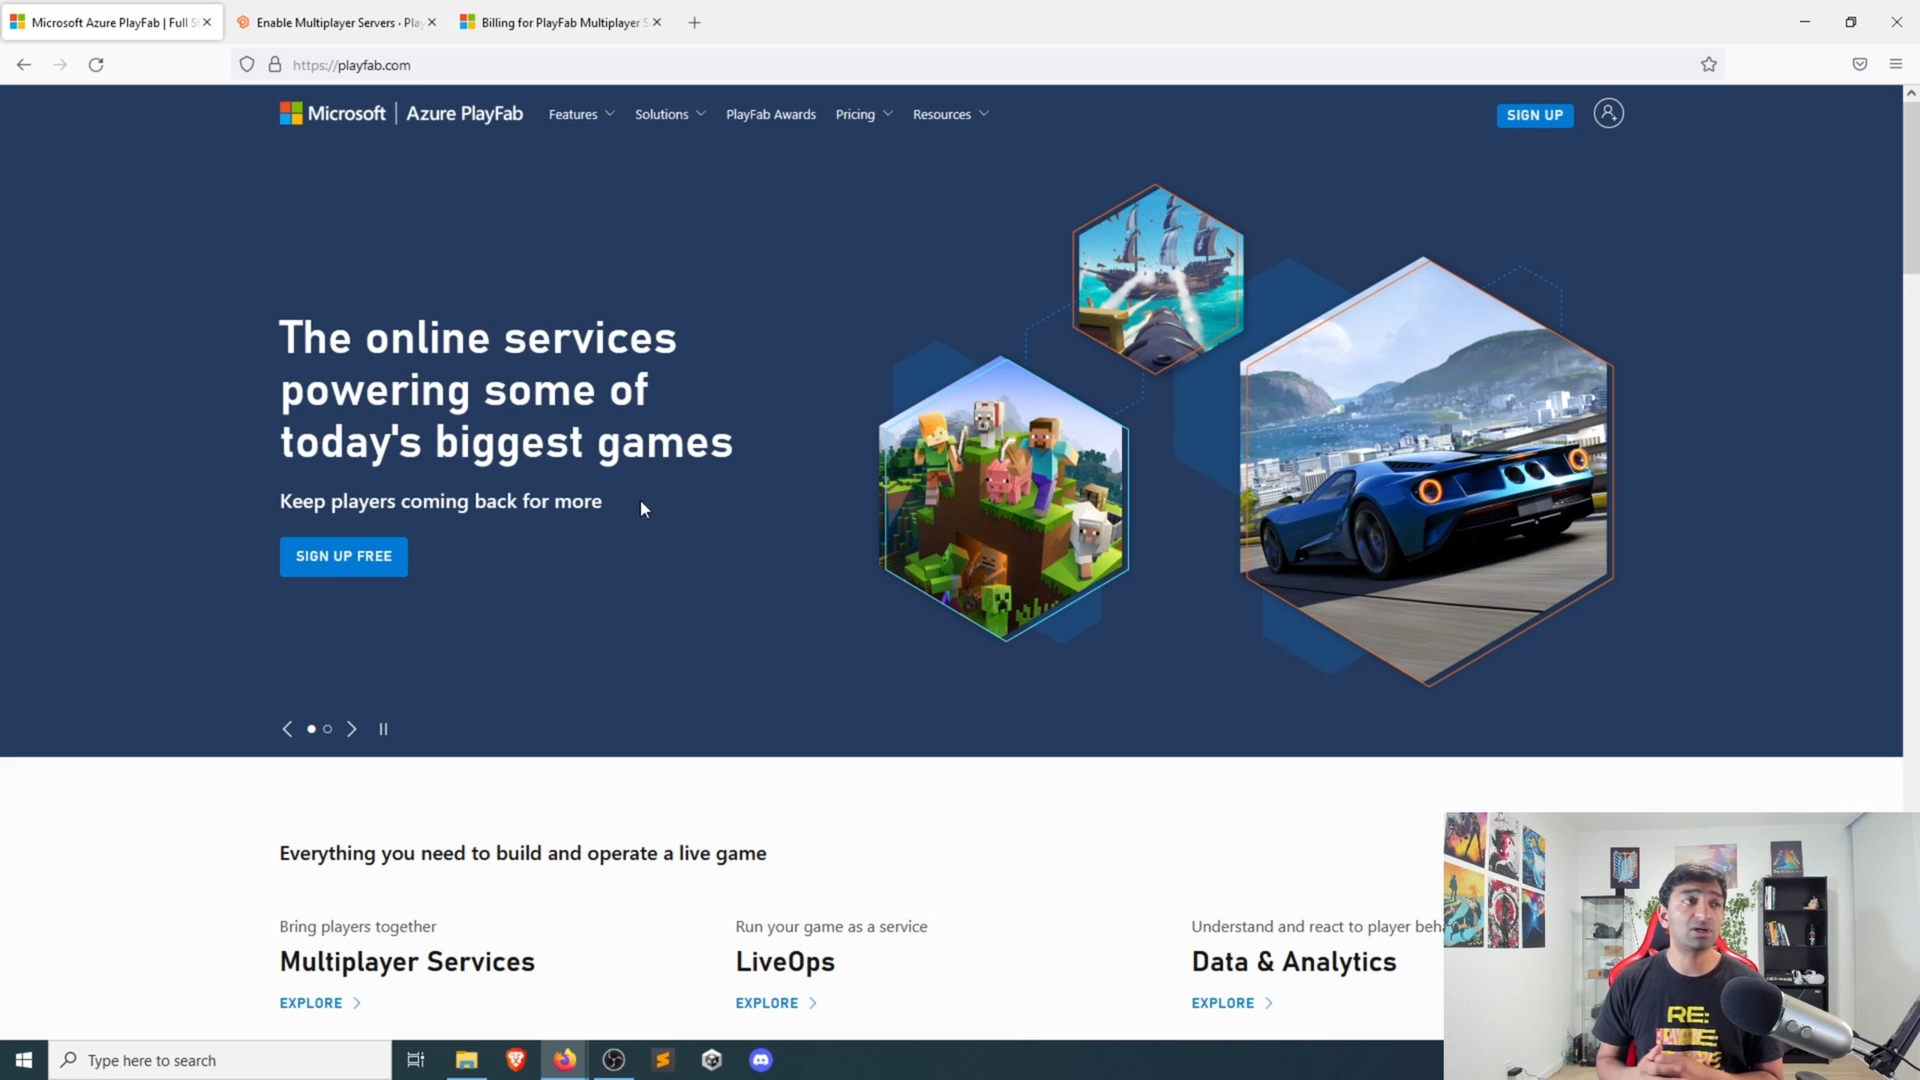 Microsoft Azure PlayFab | Full S
Enable Multiplayer Servers · Play
Billing for PlayFab Multiplayer S
https://playfab.com
Microsoft | Azure PlayFab
Features
Solutions
PlayFab Awards
Pricing
Resources
SIGN UP
The online services
powering some of
today's biggest games
Keep players coming back for more
SIGN UP FREE
Everything you need to build and operate a live game
Bring players together
Multiplayer Services
EXPLORE
Run your game as a service
LiveOps
EXPLORE
Understand and react to player beh
Data & Analytics
EXPLORE
RE:
Type here to search